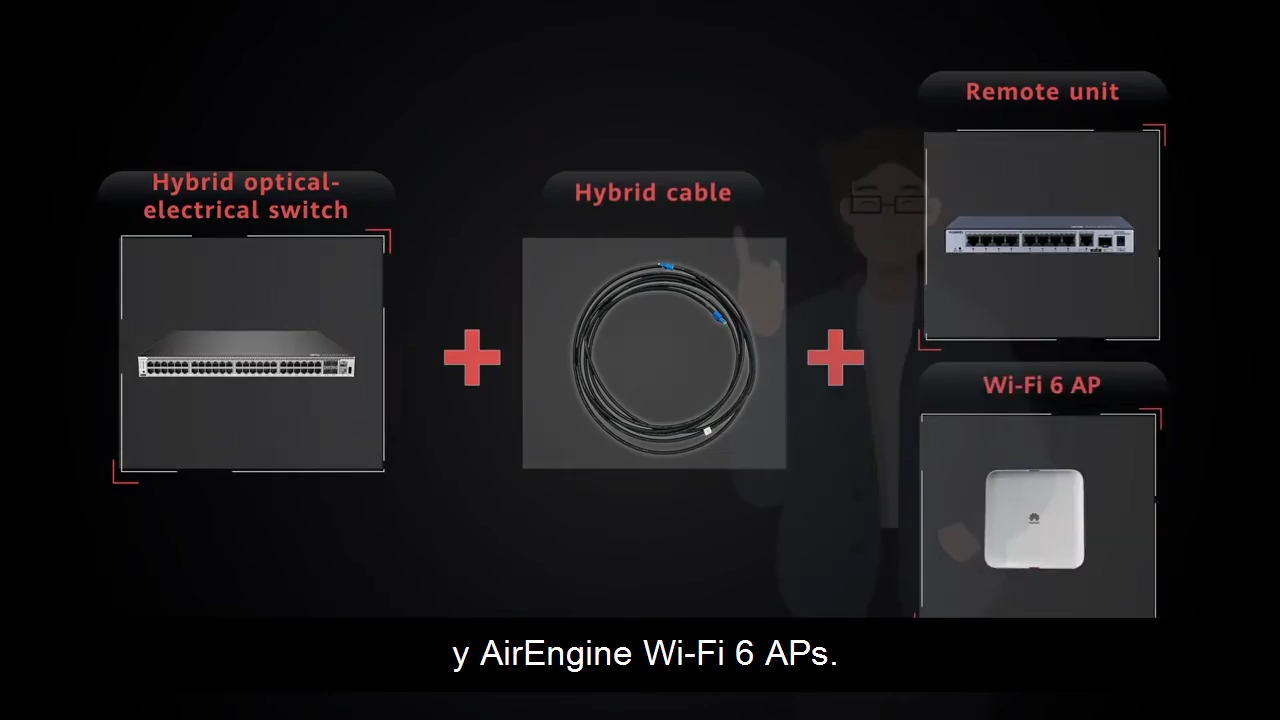 Hybrid optical-
electrical switch
Hybrid cable
Remote unit
Wi-Fi 6 AP
y AirEngine Wi-Fi 6 APs.